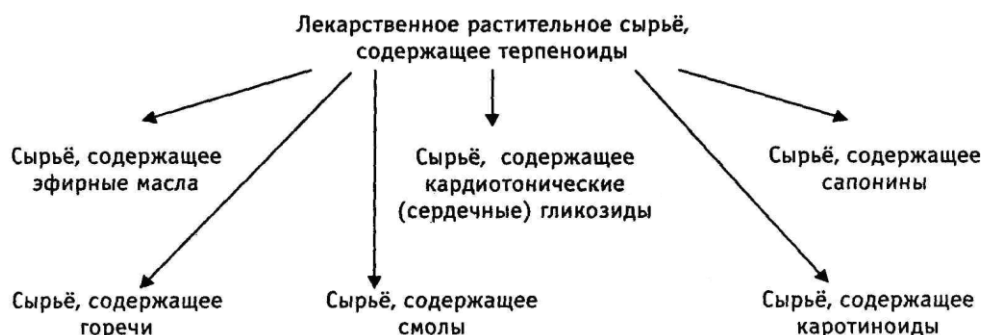 Лекарственное растительное сырьё,
содержащее терпеноиды
Сырьё, содержащее
эфирные масла
Сырьё, содержащее
кардиотонические
(сердечные) гликозиды
Сырьё, содержащее
сапонины
Сырьё, содержащее
горечи
Сырьё, содержащее
смолы
Сырьё, содержащее
каротиноиды